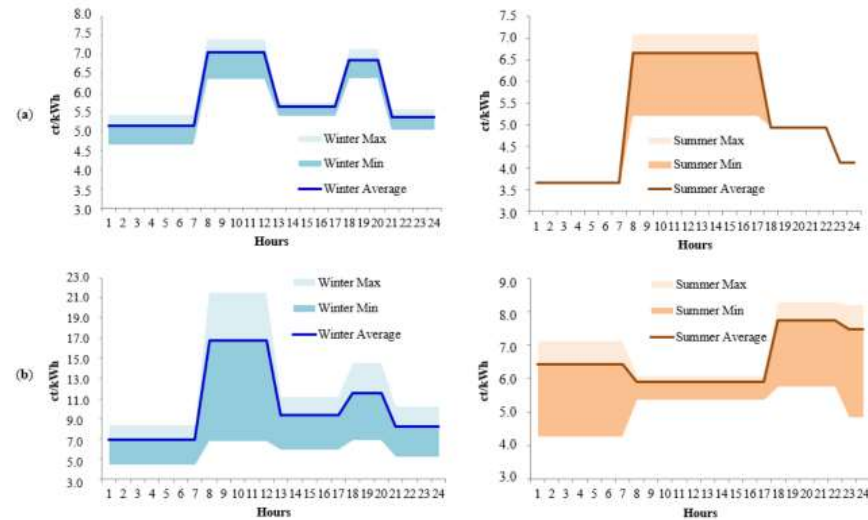 (a)
ct/kWh
8.0
7.5
7.0
6.5
6.0
5.5
5.0
4.5
4.0
3.5
3.0
Winter Max
Winter Min
Winter Average
1 2 3 4 5 6 7 8 9 10 11 12 13 14 15 16 17 18 19 20 21 22 23 24
Hours
ct/kWh
7.5
7.0
6.5
6.0
5.5
5.0
4.5
4.0
3.5
3.0
Summer Max
Summer Min
Summer Average
1 2 3 4 5 6 7 8 9 10 11 12 13 14 15 16 17 18 19 20 21 22 23 24
Hours
(b)
ct/kWh
23.0
21.0
19.0
17.0
15.0
13.0
11.0
9.0
7.0
5.0
3.0
Winter Max
Winter Min
Winter Average
1 2 3 4 5 6 7 8 9 10 11 12 13 14 15 16 17 18 19 20 21 22 23 24
Hours
ct/kWh
9.0
8.0
7.0
6.0
5.0
4.0
3.0
Summer Max
Summer Min
Summer Average
1 2 3 4 5 6 7 8 9 10 11 12 13 14 15 16 17 18 19 20 21 22 23 24
Hours